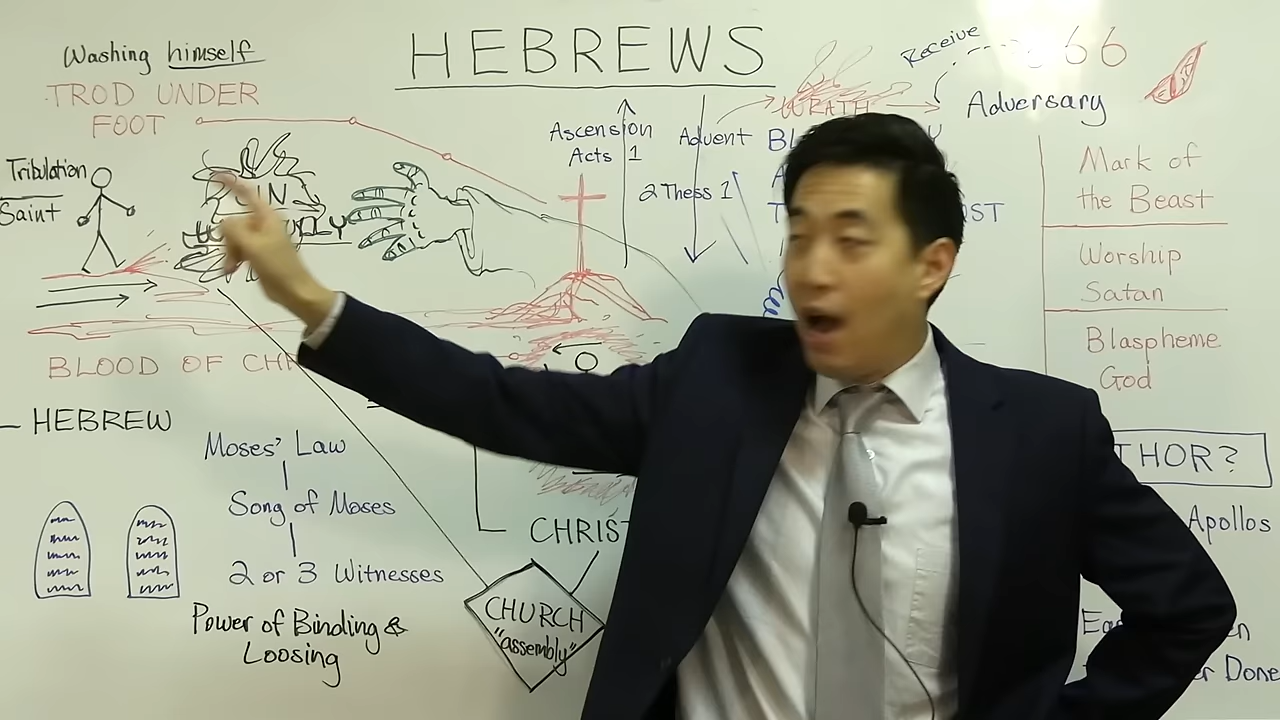 Washing himself
HEBREWS
Receive
66
TROD UNDER
FOOT
WRATH
Adversary
Ascension
Acts 1
Advent
2 Thess 1
Tribulation
Saint
Mark of
the Beast
Worship
Satan
Blaspheme
God
BLOOD OF
HEBREW
Moses' Law
Song of Moses
2 or 3 Witnesses
Power of Binding &
Loosing
CHRIST
CHURCH
"assembly"
THOR?
Apollos
Done